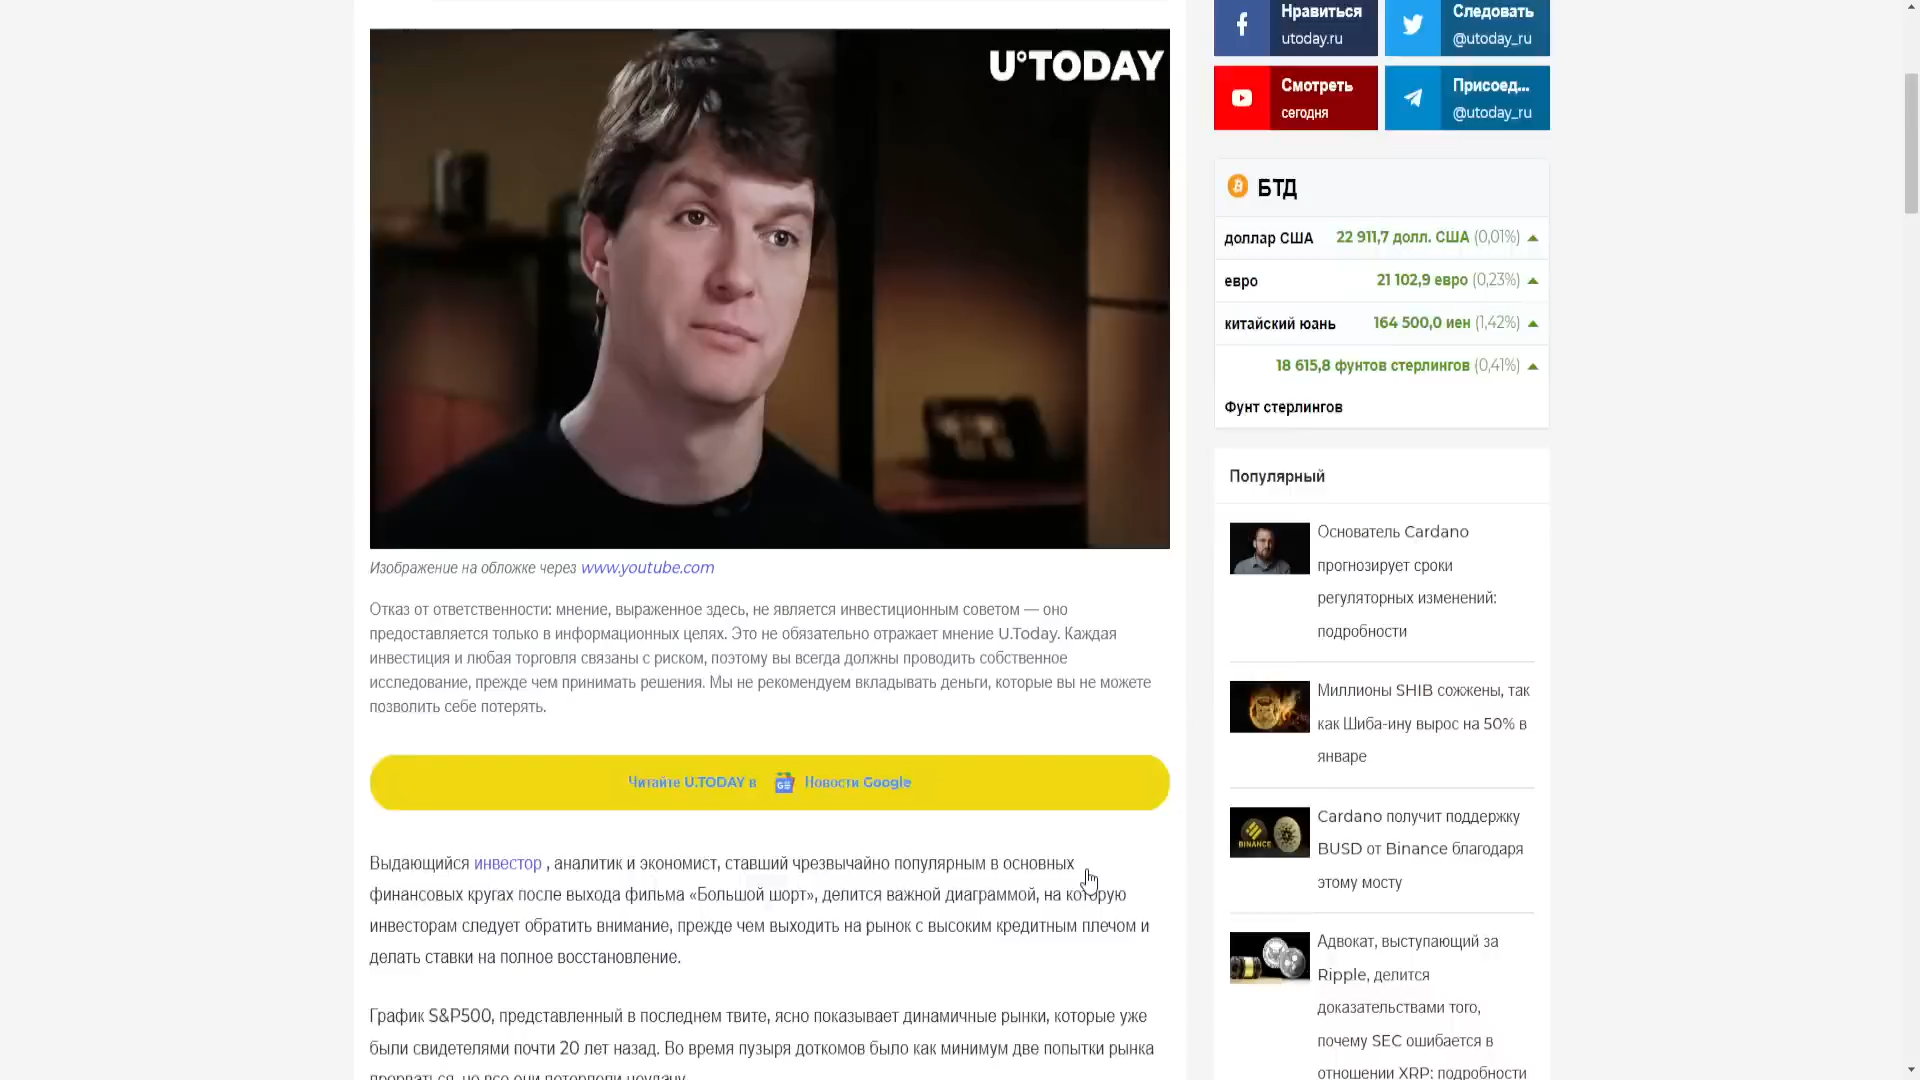 U°TODAY
Изображение на обложке через www.youtube.com
Отказ от ответственности: мнение, выраженное здесь, не является инвестиционным советом — оно
предоставляется только в информационных целях. Это не обязательно отражает мнение U.Today. Каждая
инвестиция и любая торговля связаны с риском, поэтому вы всегда должны проводить собственное
исследование, прежде чем принимать решения. Мы не рекомендуем вкладывать деньги, которые вы не можете
позволить себе потерять.
Читайте U.TODAY в Новости Google
Выдающийся инвестор , аналитик и экономист, ставший чрезвычайно популярным в основных
финансовых кругах после выхода фильма «Большой шорт», делится важной диаграммой, на которую
инвесторам следует обратить внимание, прежде чем выходить на рынок с высоким кредитным плечом и
делать ставки на полное восстановление.
График S&P500, представленный в последнем твите, ясно показывает динамичные рынки, которые уже
были свидетелями почти 20 лет назад. Во время пузыря доткомов было как минимум две попытки рынка
прорваться, но все они потерпели неудачу.
Нравиться
utoday.ru
Следовать
@utoday_ru
Смотреть
сегодня
Присоед...
@utoday_ru
БТД
доллар США 22 911,7 долл. США (0,01%)
евро 21 102,9 евро (0,23%)
китайский юань 164 500,0 иен (1,42%)
18 615,8 фунтов стерлингов (0,41%)
Фунт стерлингов
Популярный
Основатель Cardano
прогнозирует сроки
регуляторных изменений:
подробности
Миллионы SHIB сожжены, так
как Шиба-ину вырос на 50% в
январе
BINANCE
Cardano получит поддержку
BUSD от Binance благодаря
этому мосту
Адвокат, выступающий за
Ripple, делится
доказательствами того,
почему SEC ошибается в
отношении XRP: подробности